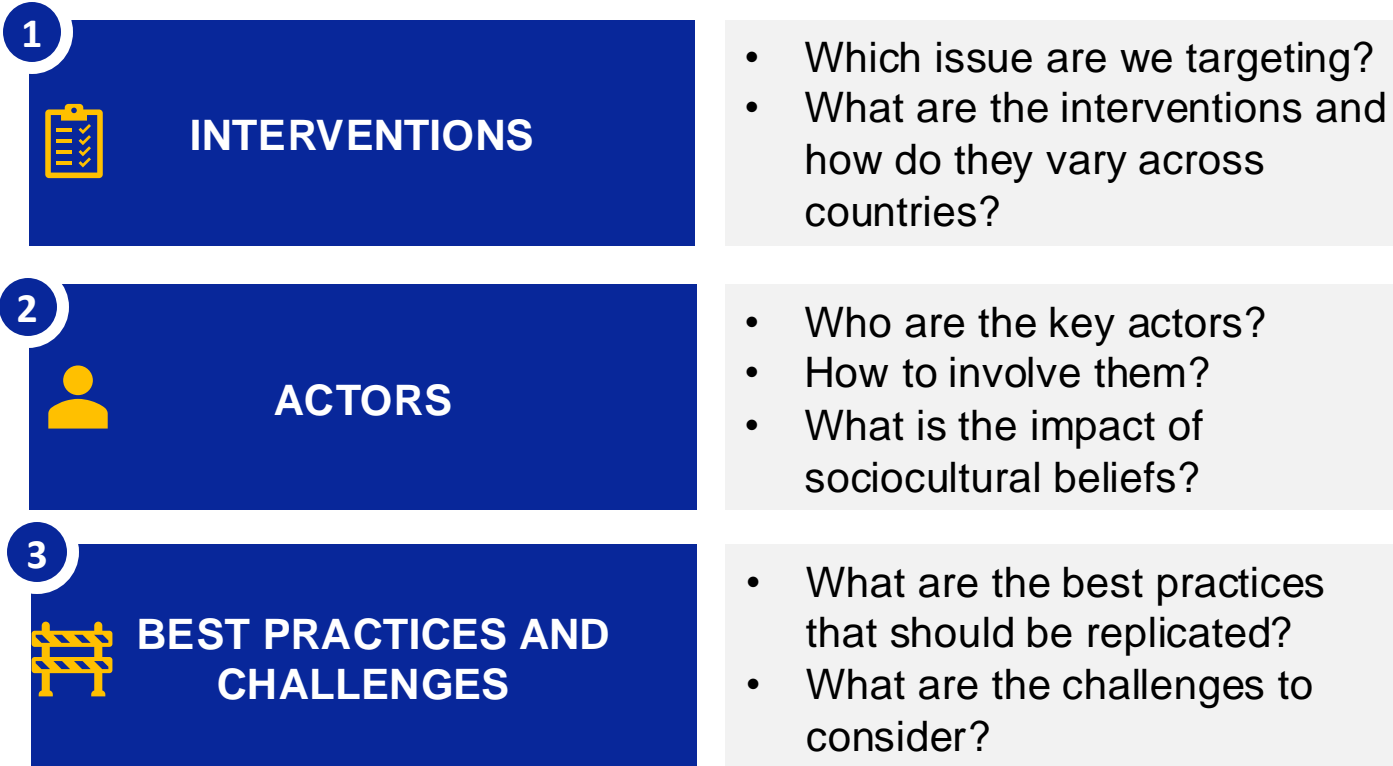 1
INTERVENTIONS
• Which issue are we targeting?
• What are the interventions and
how do they vary across
countries?
2
ACTORS
• Who are the key actors?
• How to involve them?
• What is the impact of
sociocultural beliefs?
3
BEST PRACTICES AND
CHALLENGES
• What are the best practices
that should be replicated?
• What are the challenges to
consider?